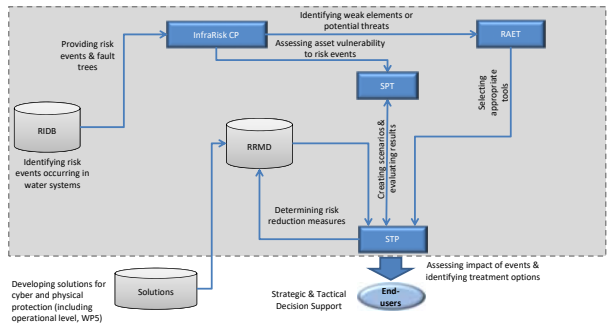 Identifying weak elements or
potential threats
Providing risk
events & fault
trees
InfraRisk CP
RAET
Assessing asset vulnerability
to risk events
SPT
Selecting
appropriate
tools
RIDB
RRMD
Creating scenarios &
evaluating results
Identifying risk
events occurring in
water systems
Determining risk
reduction measures
STP
Developing solutions for
cyber and physical
protection (including
operational level, WP5)
Solutions
Assessing impact of events &
identifying treatment options
Strategic & Tactical
Decision Support
End-
users